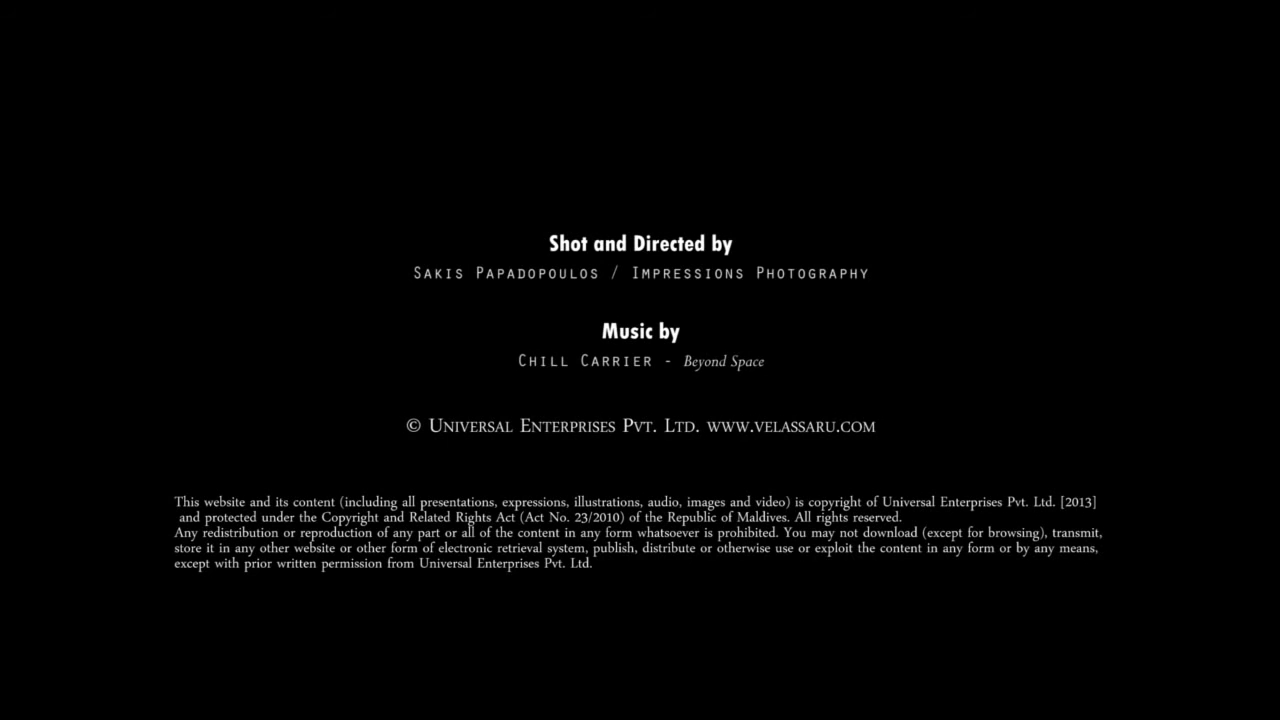 Shot and Directed by
Sakis Papadopoulos / Impressions Photography
Music by
Chill Carrier - Beyond Space
© Universal Enterprises Pvt. Ltd. www.velassaru.com
This website and its content (including all presentations, expressions, illustrations, audio, images and video) is copyright of Universal Enterprises Pvt. Ltd. [2013]
and protected under the Copyright and Related Rights Act (Act No. 23/2010) of the Republic of Maldives. All rights reserved.
Any redistribution or reproduction of any part or all of the content in any form whatsoever is prohibited. You may not download (except for browsing), transmit,
store it in any other website or other form of electronic retrieval system, publish, distribute or otherwise use or exploit the content in any form or by any means,
except with prior written permission from Universal Enterprises Pvt. Ltd.